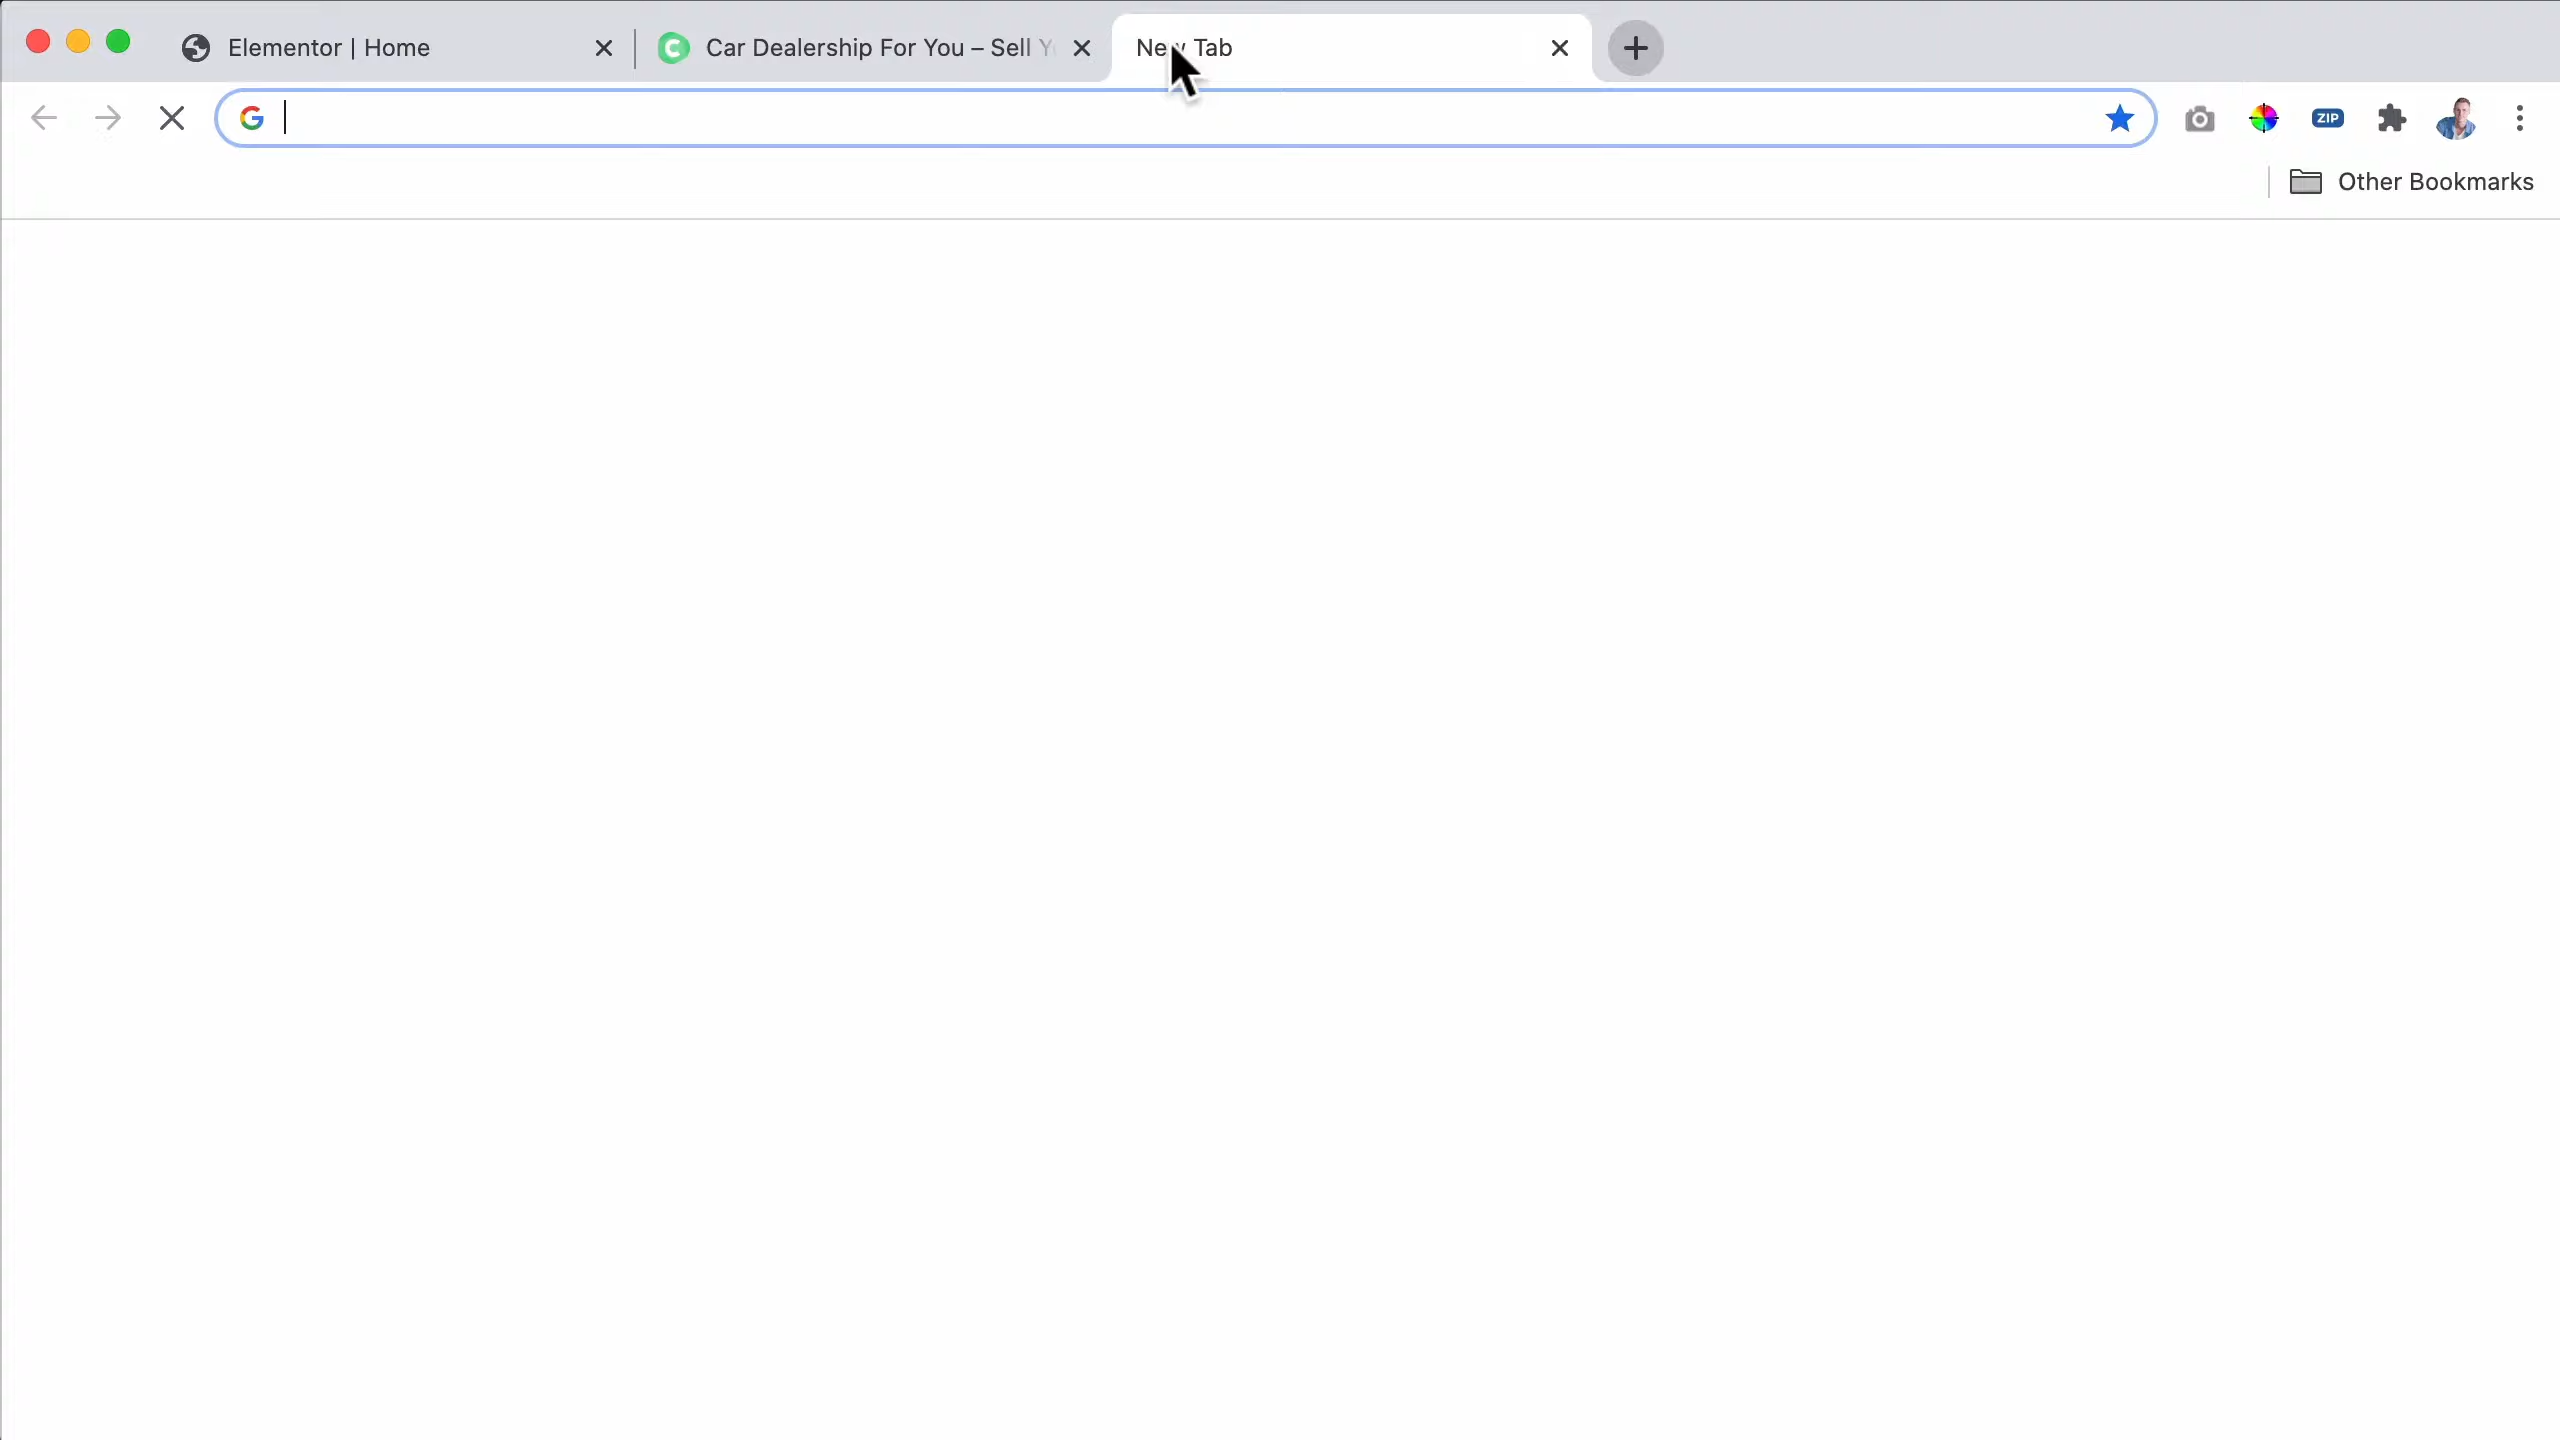 Elementor | Home
Car Dealership For You – Sell
New Tab
ZIP
Other Bookmarks